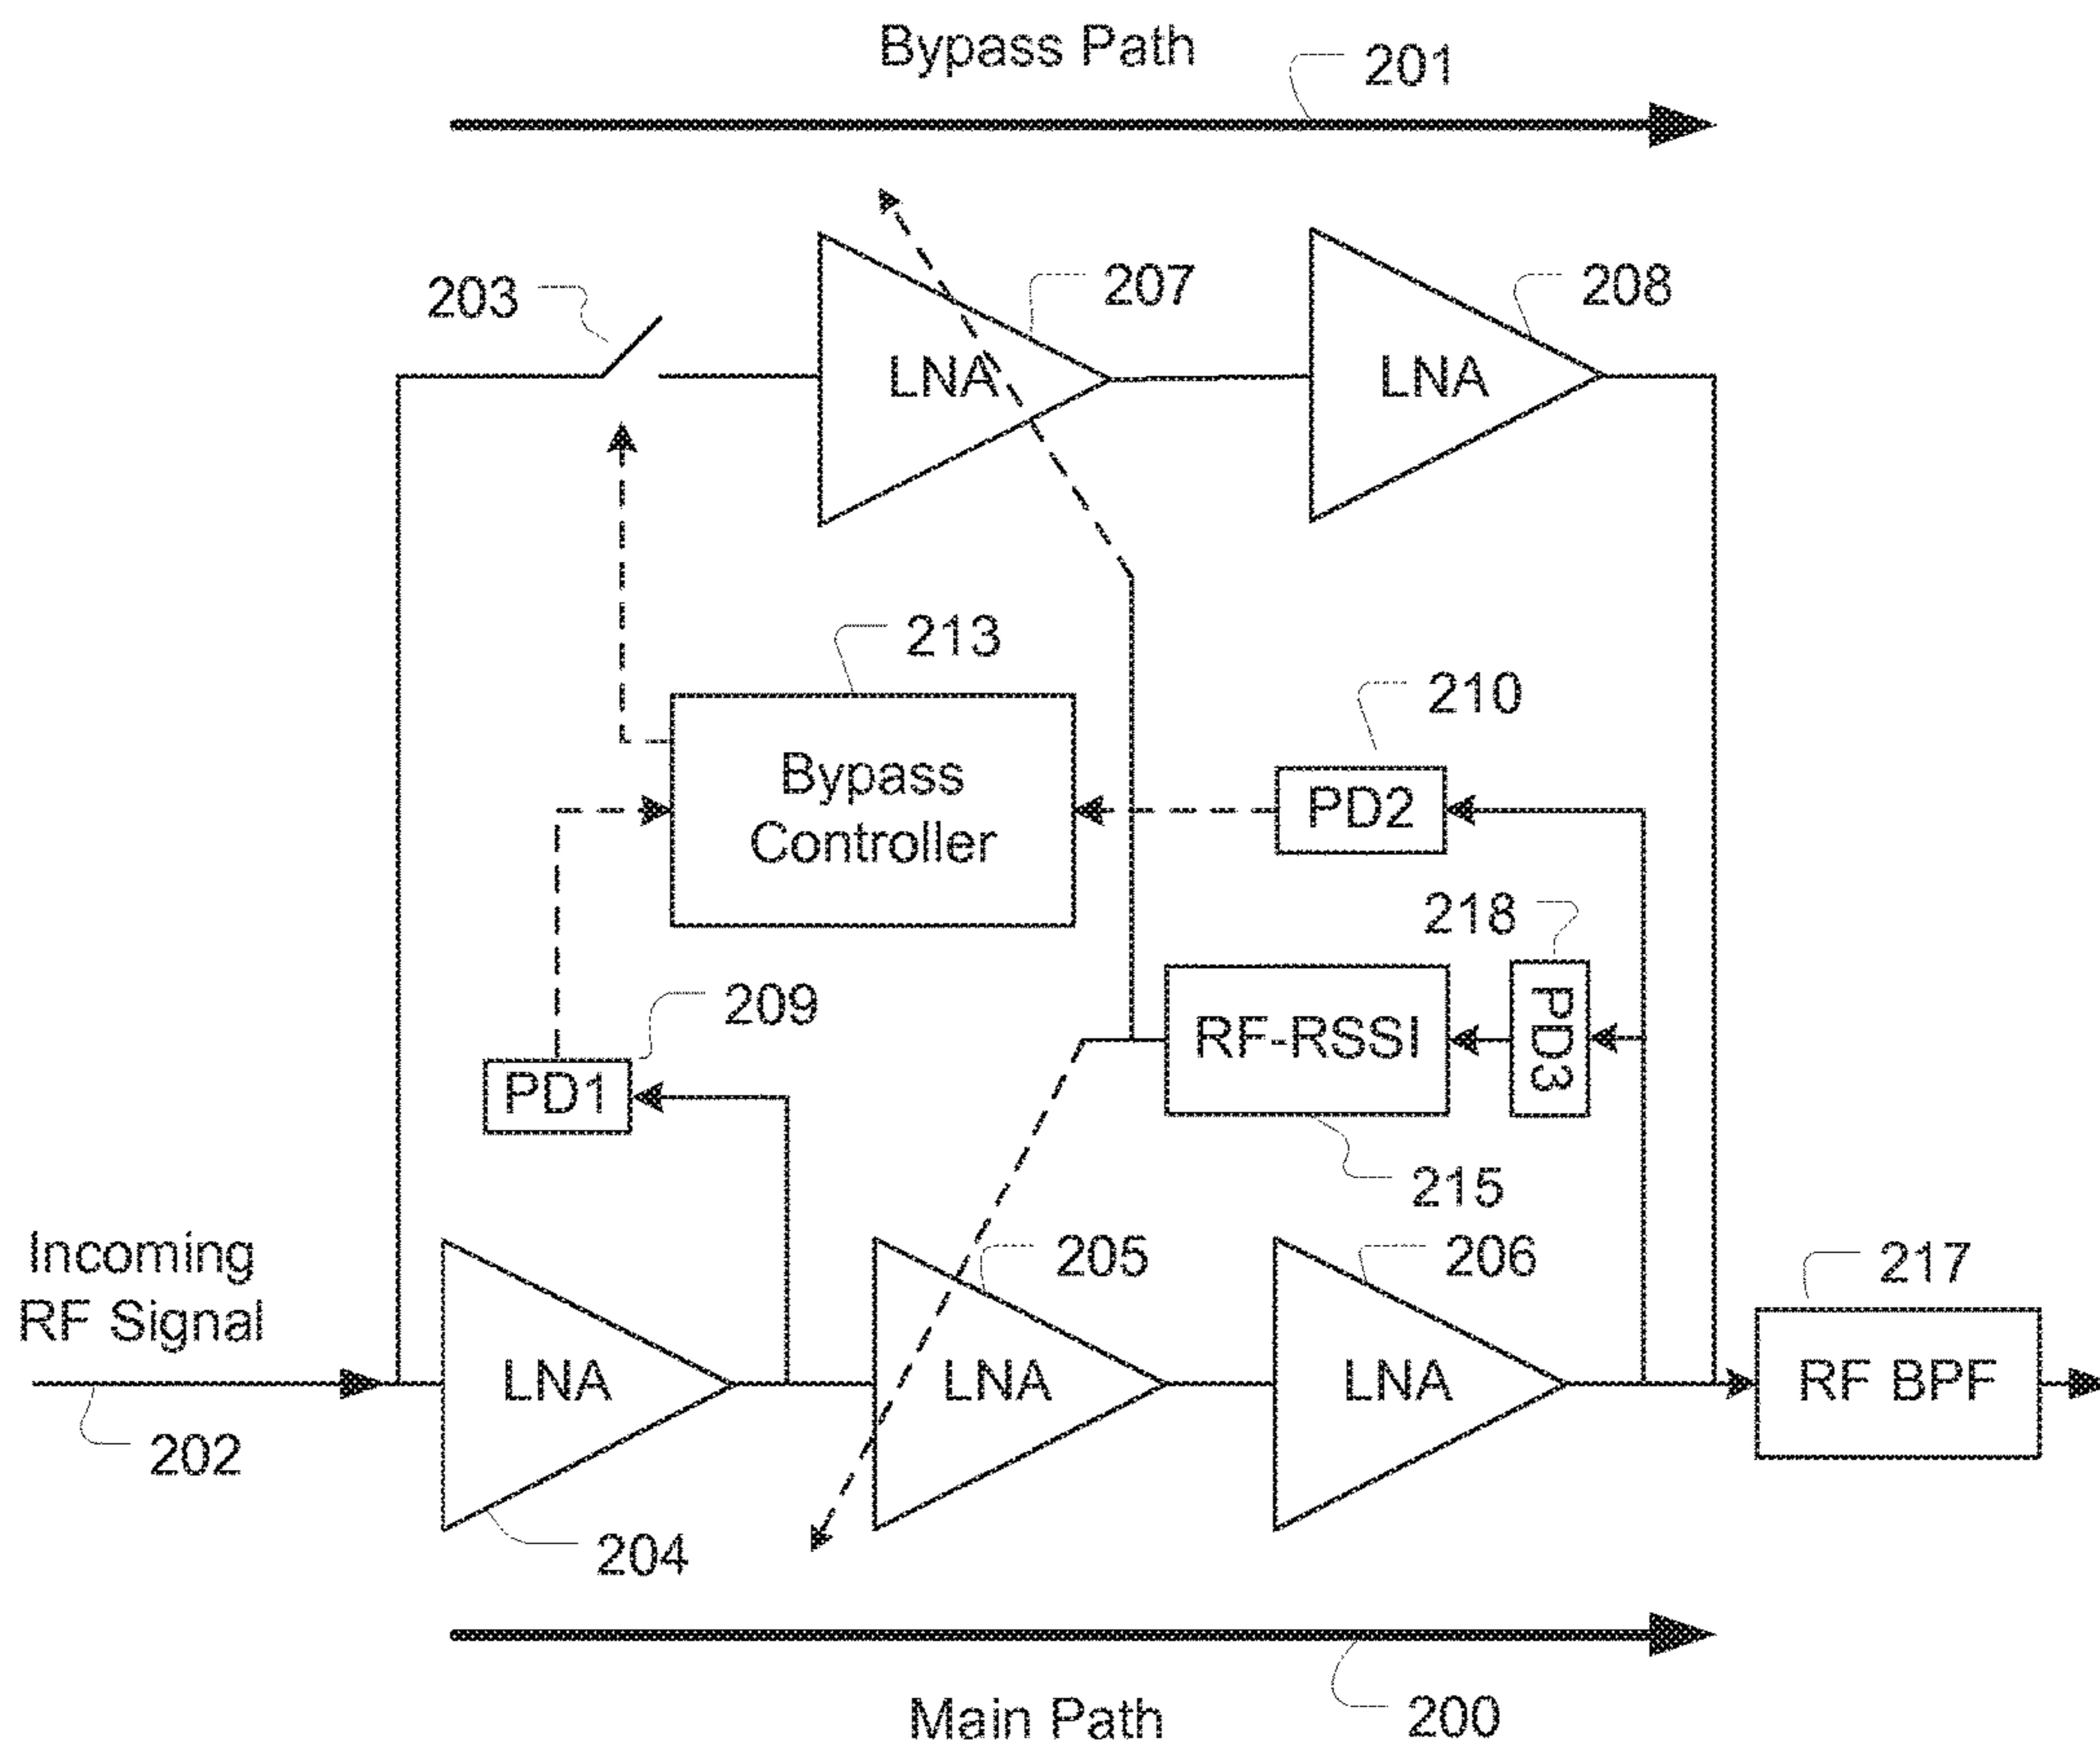 Bypass Path
201
203
207
208
LNA
LNA
213
210
Bypass
Controller
PD2
218
209
RF-RSSI
PD3
PD1
215
Incoming
RF Signal
205
206
217
LNA
LNA
LNA
RF BPF
202
204
Main Path
200